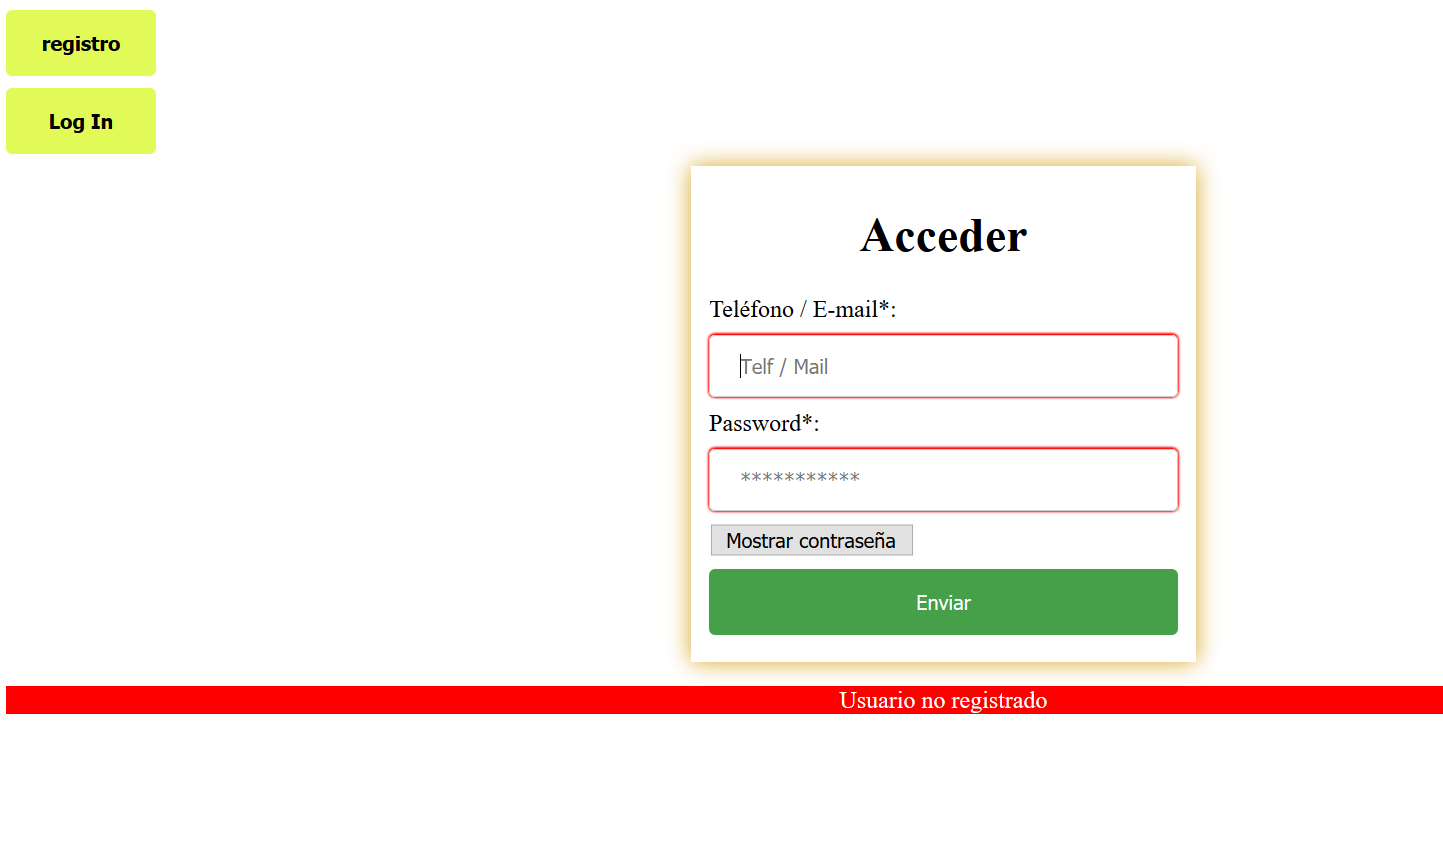 registro
Log In
Acceder
Teléfono / E-mail*:
Telf / Mail
Password*:
***********
Mostrar contraseña
Enviar
Usuario no registrado